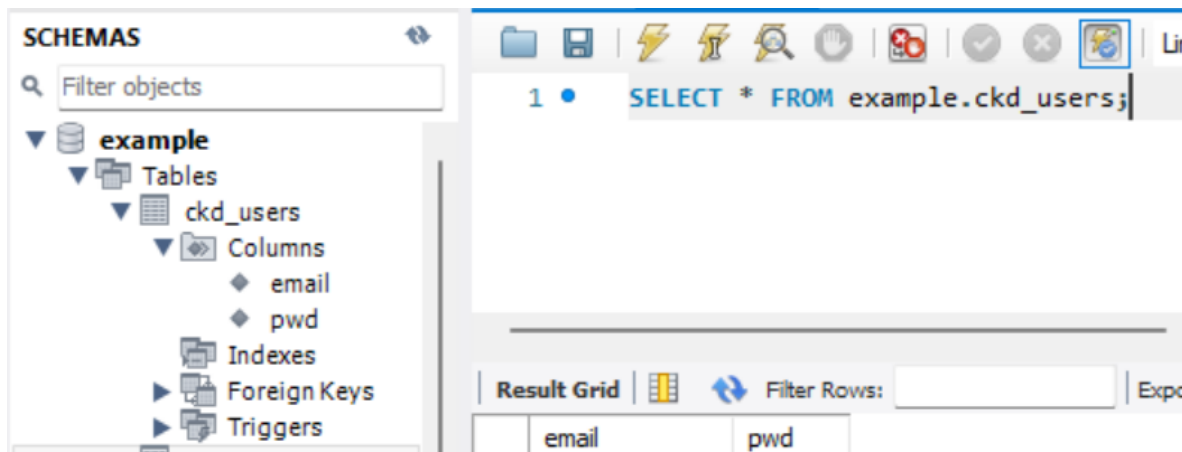 SCHEMAS
Filter objects
example
Tables
ckd_users
Columns
email
pwd
Indexes
Foreign Keys
Triggers
1 SELECT * FROM example.ckd_users;
Result Grid Filter Rows:
email pwd